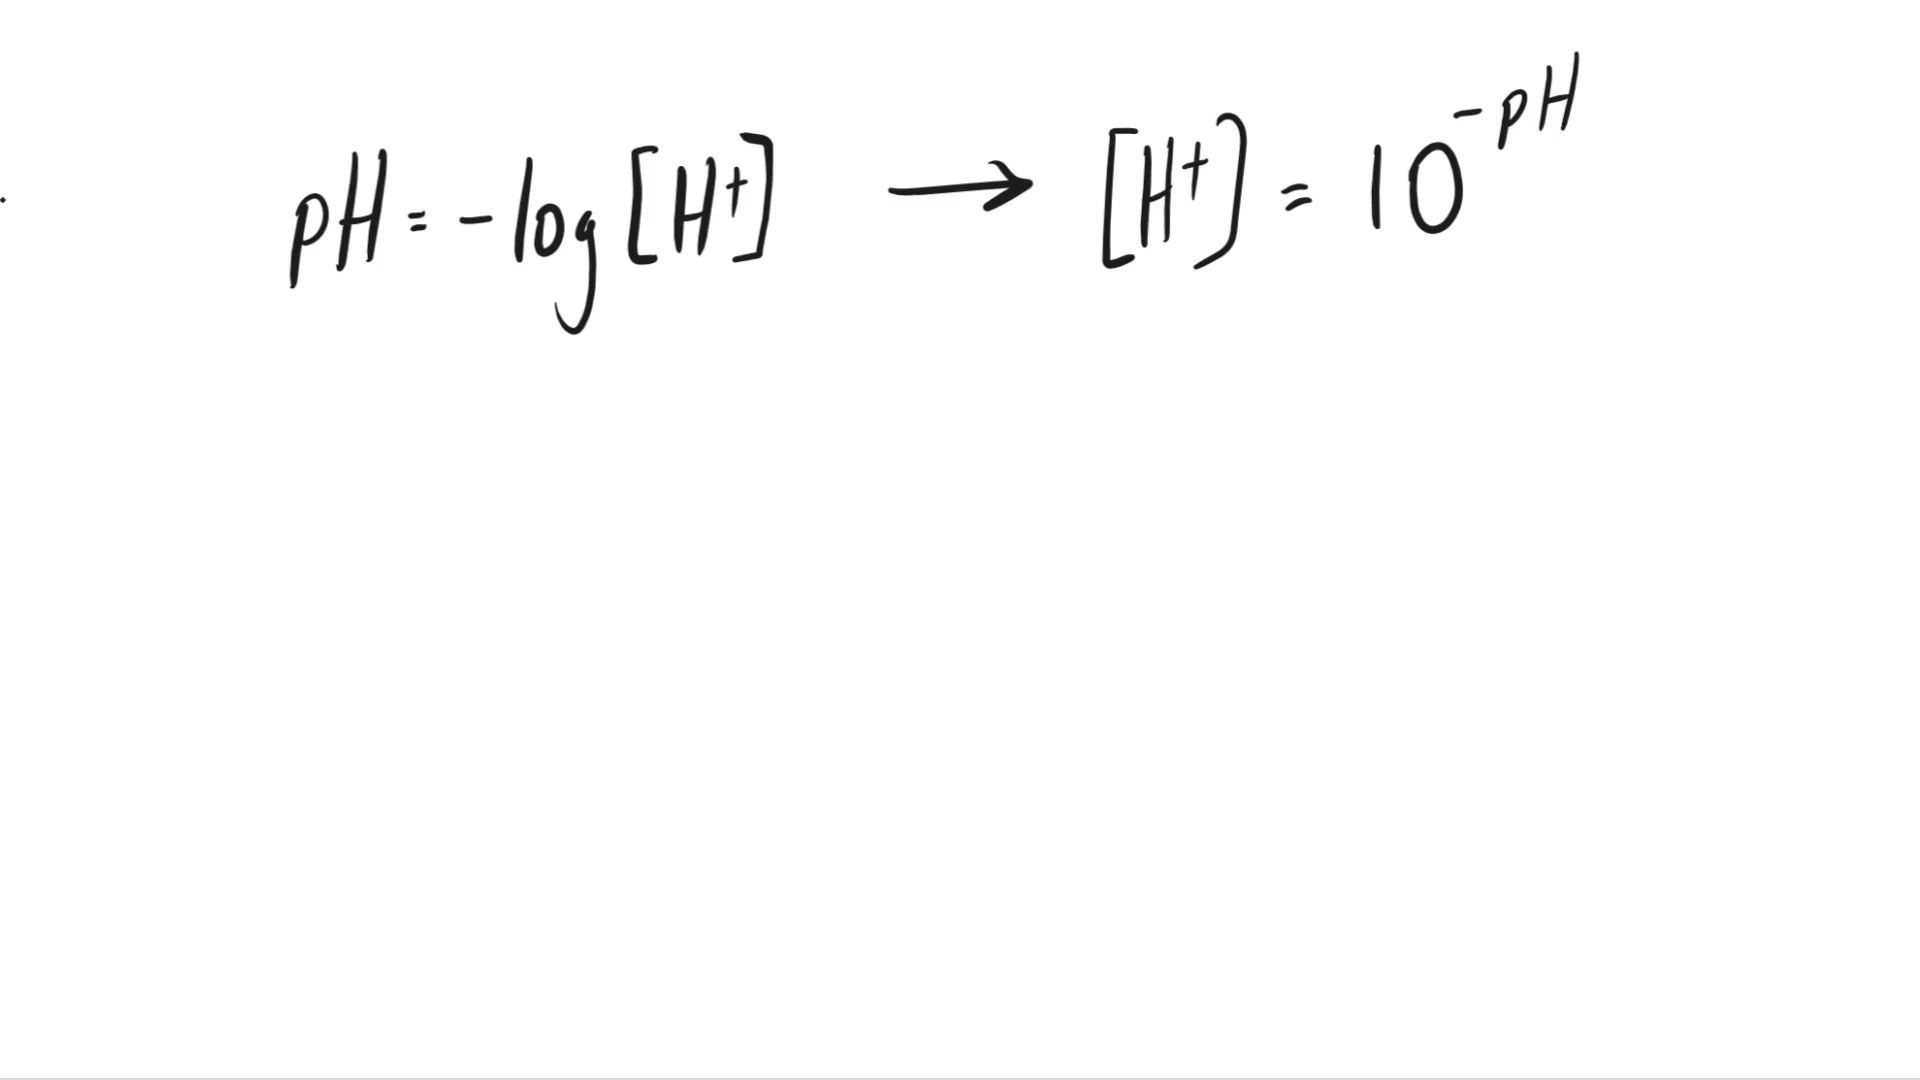 pH = -log[H⁺] → [H⁺] = 10^-pH